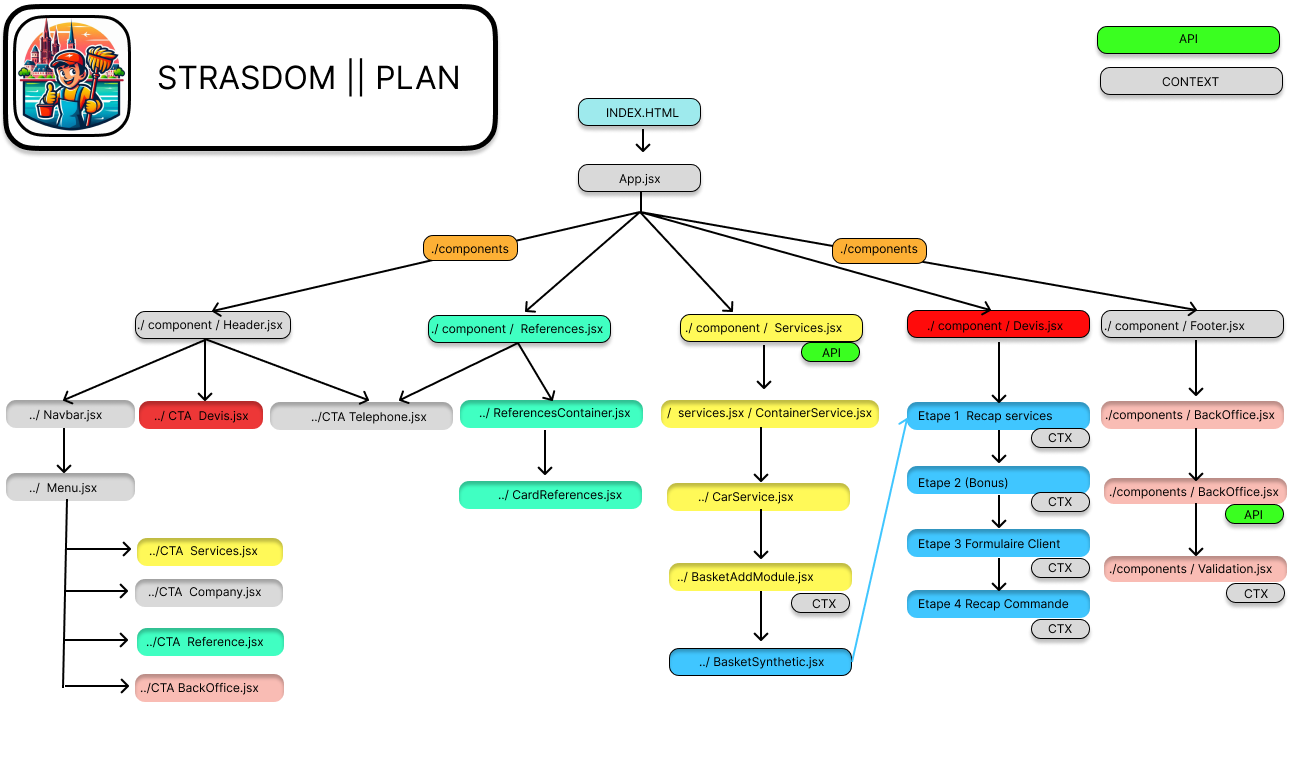 STRASDOM || PLAN
API
CONTEXT
INDEX.HTML
App.jsx
./components
./components
./ component / Header.jsx
./ component /  References.jsx
./ component /  Services.jsx
API
./ component / Devis.jsx
./ component / Footer.jsx
../ Navbar.jsx
../ CTA  Devis.jsx
../CTA Telephone.jsx
../ ReferencesContainer.jsx
/  services.jsx / ContainerService.jsx
Etape 1  Recap services
CTX
./components / BackOffice.jsx
../  Menu.jsx
../ CardReferences.jsx
../ CarService.jsx
Etape 2 (Bonus)
CTX
./components / BackOffice.jsx
API
../CTA  Services.jsx
../CTA  Company.jsx
../CTA  Reference.jsx
../CTA BackOffice.jsx
../ BasketAddModule.jsx
CTX
../ BasketSynthetic.jsx
Etape 3 Formulaire Client
CTX
Etape 4 Recap Commande
CTX
./components / Validation.jsx
CTX